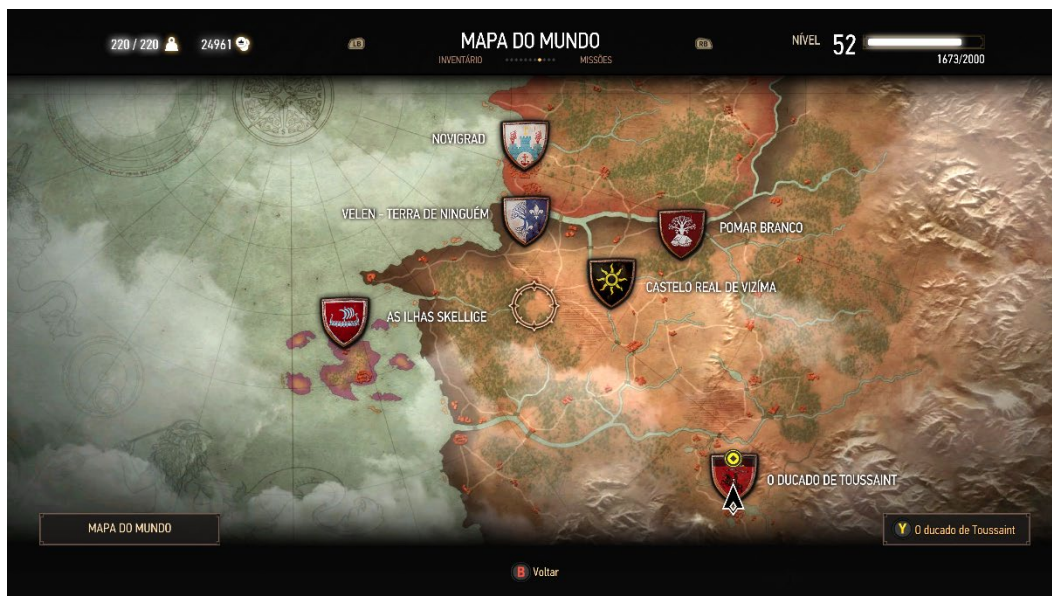 220 / 220
24961
LB
MAPA DO MUNDO
RB
NÍVEL 52
INVENTÁRIO
MISSÕES
1673/2000
NOVIGRAD
VELEN - TERRA DE NINGUÉM
POMAR BRANCO
CASTELO REAL DE VIZÍMA
AS ILHAS SKELLIGE
O DUCADO DE TOUSSAINT
MAPA DO MUNDO
Y O ducado de Toussaint
B Voltar